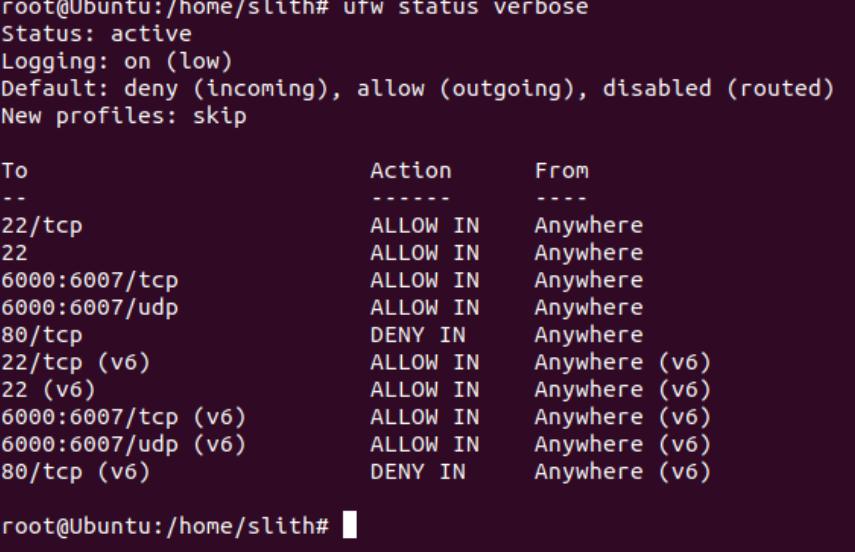 root@Ubuntu:/home/slith# ufw status verbose
Status: active
Logging: on (low)
Default: deny (incoming), allow (outgoing), disabled (routed)
New profiles: skip
To Action From
-- ------ ----
22/tcp ALLOW IN Anywhere
22 ALLOW IN Anywhere
6000:6007/tcp ALLOW IN Anywhere
6000:6007/udp ALLOW IN Anywhere
80/tcp DENY IN Anywhere
22/tcp (v6) ALLOW IN Anywhere (v6)
22 (v6) ALLOW IN Anywhere (v6)
6000:6007/tcp (v6) ALLOW IN Anywhere (v6)
6000:6007/udp (v6) ALLOW IN Anywhere (v6)
80/tcp (v6) DENY IN Anywhere (v6)
root@Ubuntu:/home/slith#